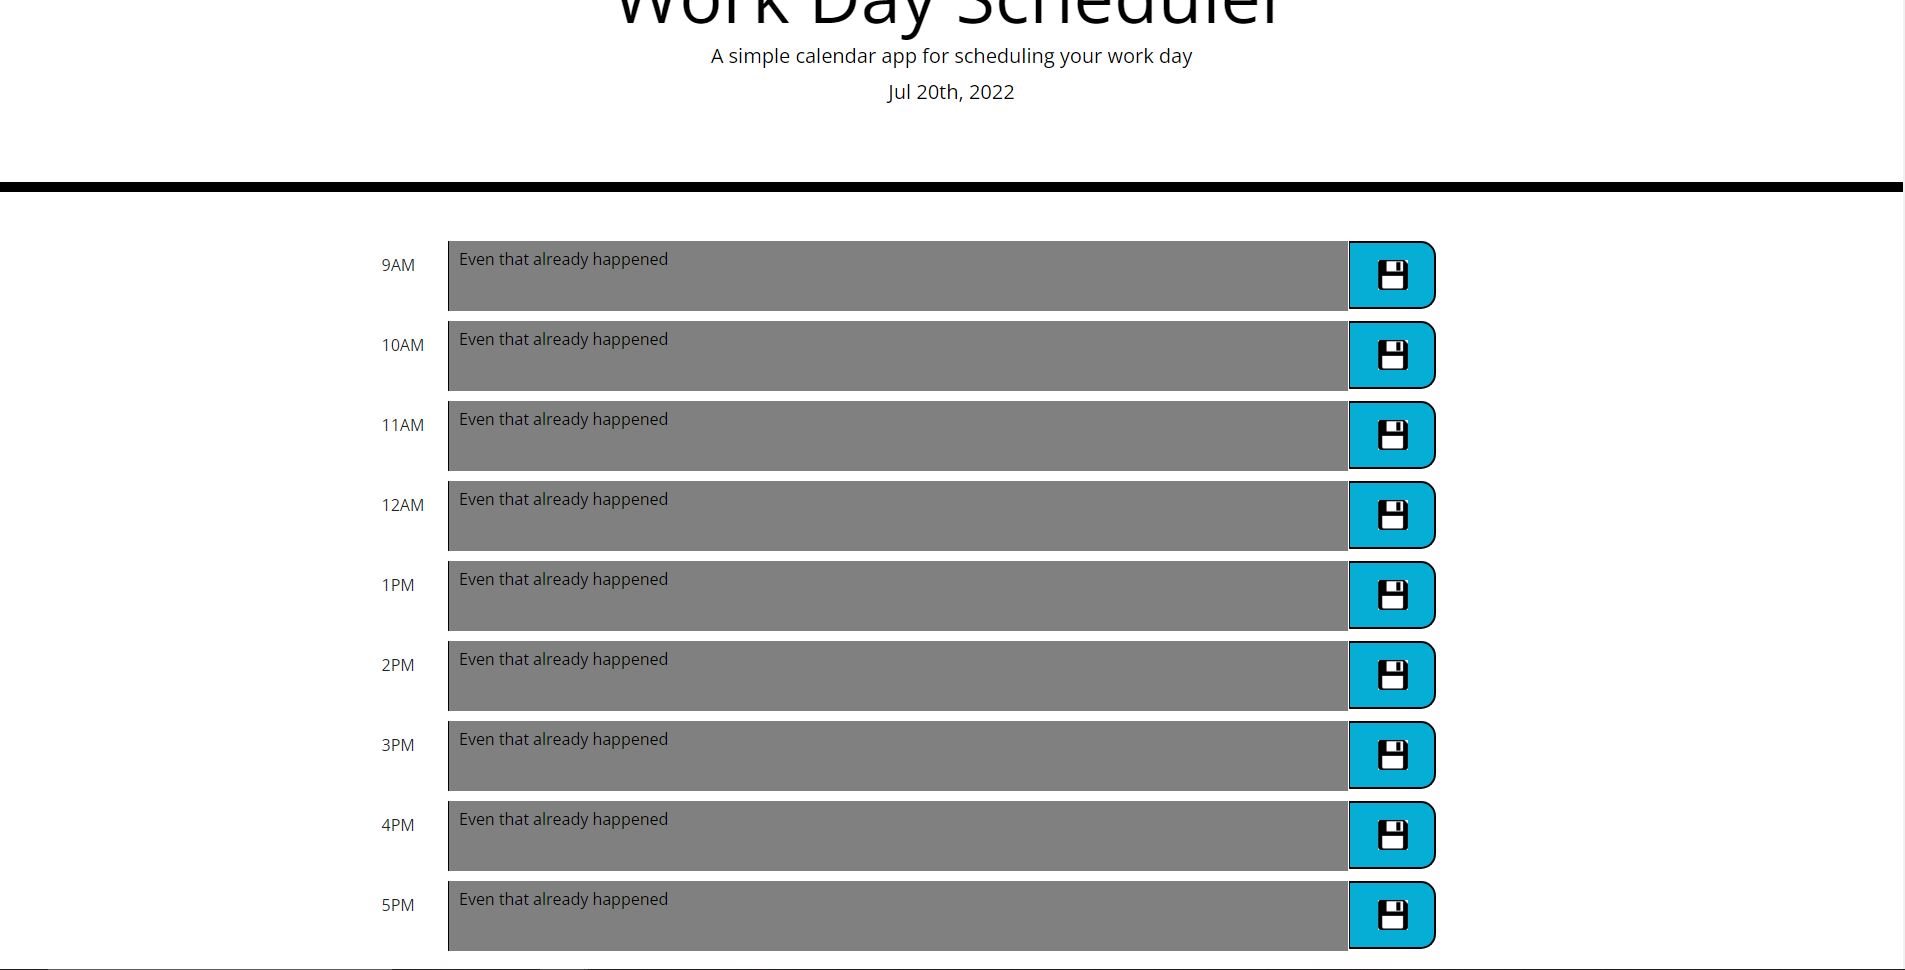 Work Day Scheduler
A simple calendar app for scheduling your work day
Jul 20th, 2022
9AM Even that already happened
10AM Even that already happened
11AM Even that already happened
12AM Even that already happened
1PM Even that already happened
2PM Even that already happened
3PM Even that already happened
4PM Even that already happened
5PM Even that already happened